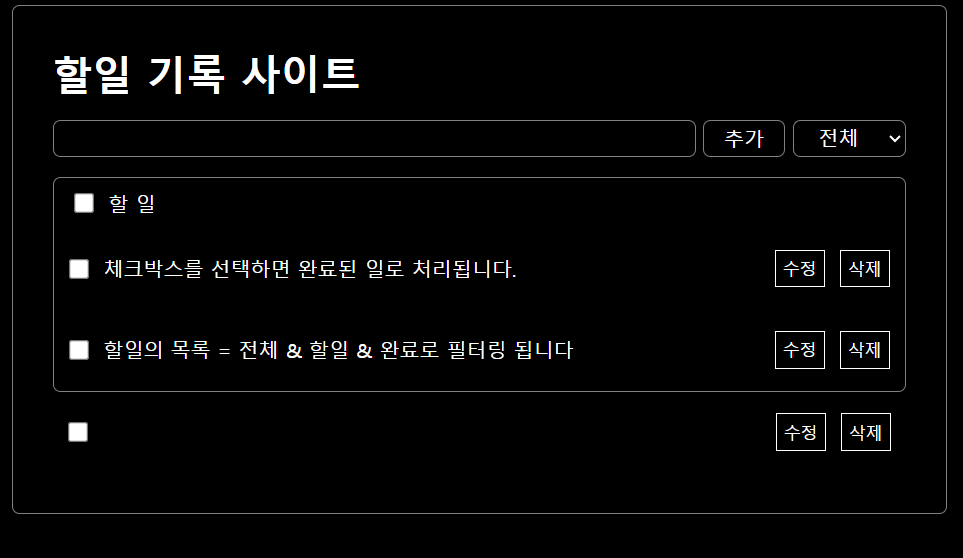 할일 기록 사이트
추가 전체
할 일
체크박스를 선택하면 완료된 일로 처리됩니다. 수정 삭제
할일의 목록 = 전체 & 할일 & 완료로 필터링 됩니다 수정 삭제
수정 삭제